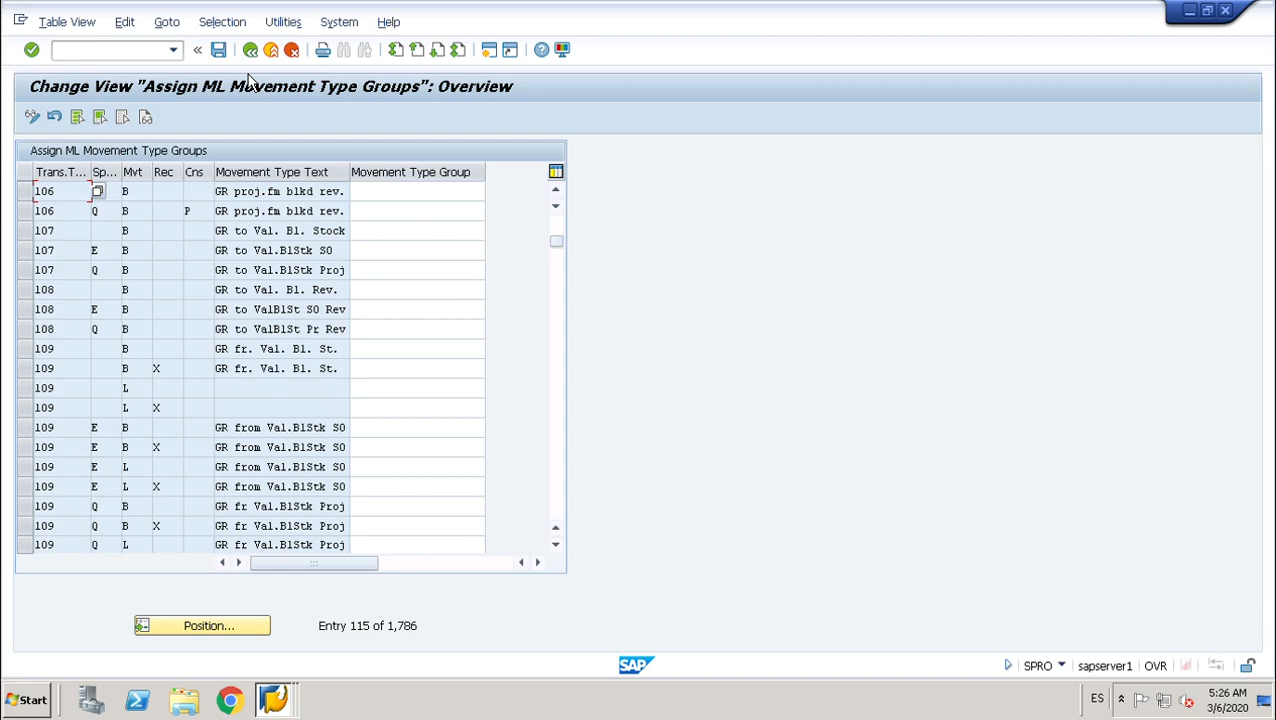 Table View Edit Goto Selection Utilities System Help
Change View "Assign ML Movement Type Groups": Overview
Assign ML Movement Type Groups
Trans.T... Sp... Mvt Rec Cns Movement Type Text Movement Type Group
106 B GR proj.fm blkd rev.
106 Q B P GR proj.fm blkd rev.
107 B GR to Val. Bl. Stock
107 E B GR to Val.BlStk SO
107 Q B GR to Val.BlStk Proj
108 B GR to Val. Bl. Rev.
108 E B GR to ValBlSt SO Rev
108 Q B GR to ValBlSt Pr Rev
109 B GR fr. Val. Bl. St.
109 B X GR fr. Val. Bl. St.
109 L
109 L X
109 E B GR from Val.BlStk SO
109 E B X GR from Val.BlStk SO
109 E L GR from Val.BlStk SO
109 E L X GR from Val.BlStk SO
109 Q B GR fr Val.BlStk Proj
109 Q B X GR fr Val.BlStk Proj
109 Q L GR fr Val.BlStk Proj
Position... Entry 115 of 1,786
SAP SPRO sapserver1 OVR
Start ES 5:26 AM
3/6/2020